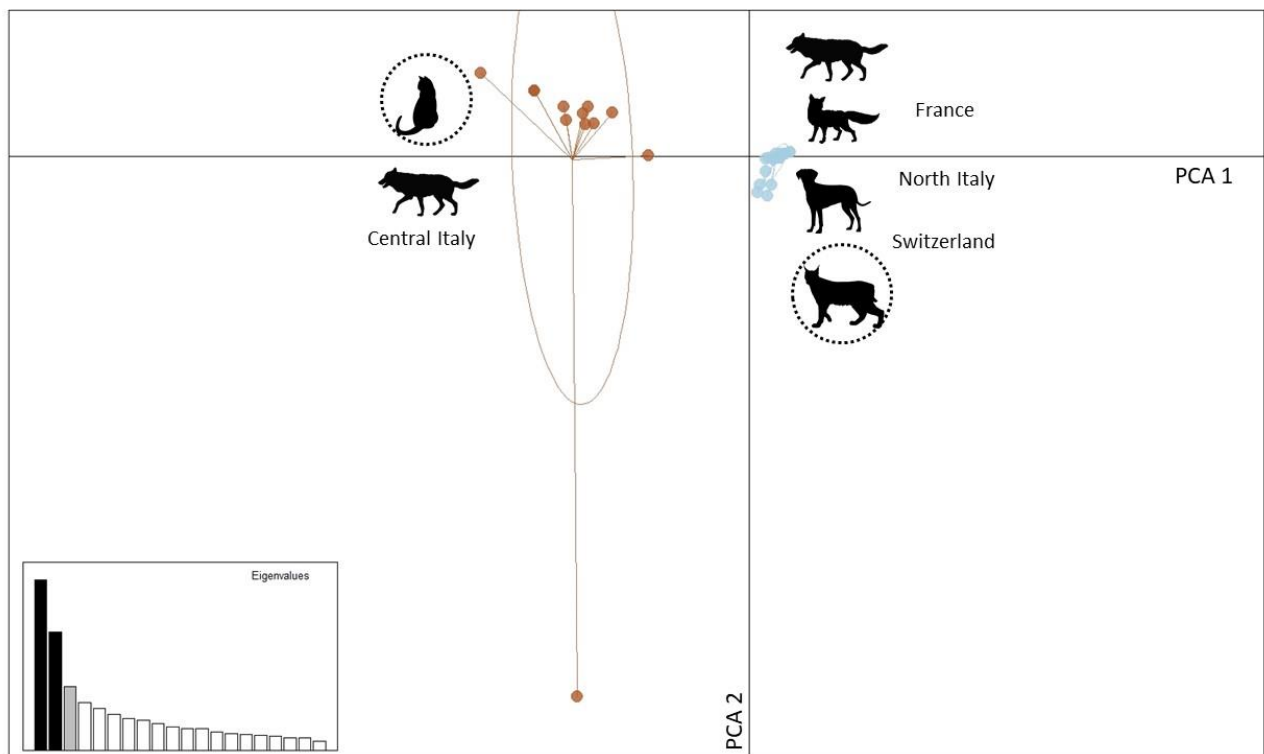 France
North Italy
PCA 1
Central Italy
Switzerland
Eigenvalues
PCA 2